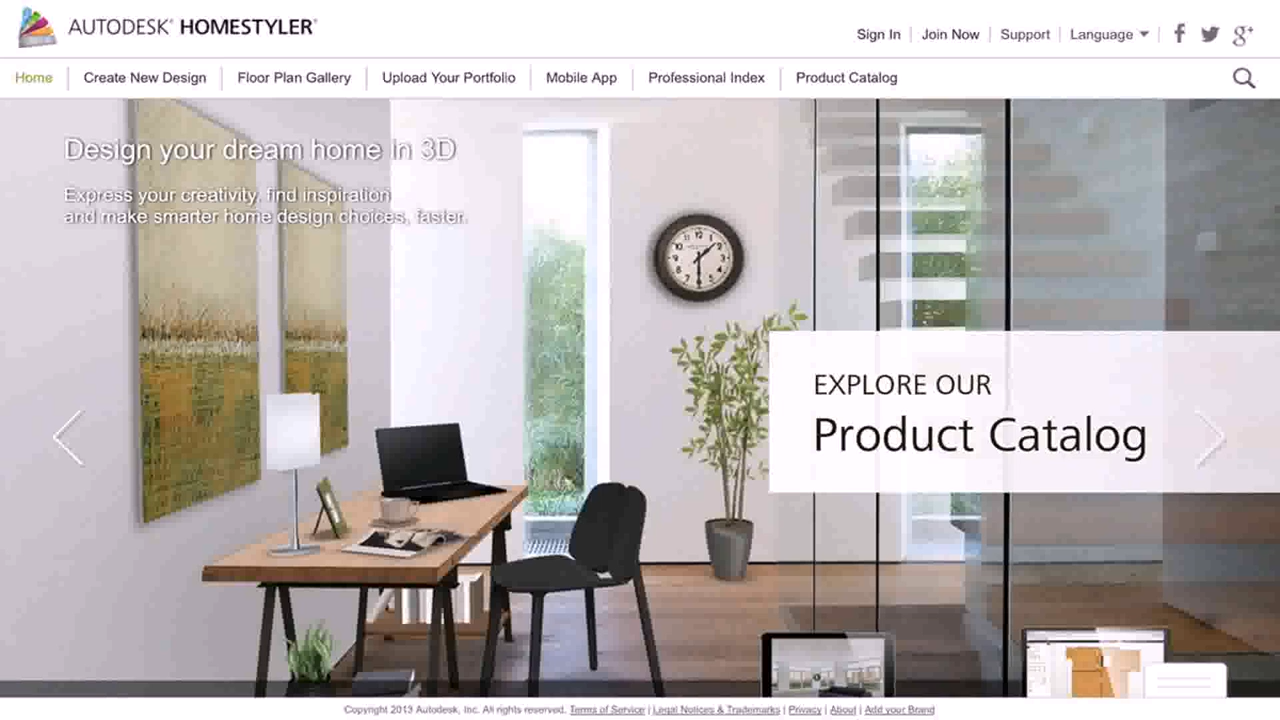 AUTODESK® HOMESTYLER®
Sign In | Join Now | Support | Language
Home | Create New Design | Floor Plan Gallery | Upload Your Portfolio | Mobile App | Professional Index | Product Catalog
Design your dream home in 3D
Express your creativity, find inspiration
and make smarter home design choices, faster.
EXPLORE OUR
Product Catalog
Copyright 2013 Autodesk, Inc. All rights reserved. Terms of Service | Legal Notices & Trademarks | Privacy | About | Add your Brand